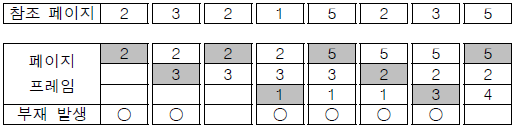 참조 페이지 2 3 2 1 5 2 3 5
2 2 2 2 5 5 5 5
페이지 프레임 3 3 3 3 2 2 2
1 1 1 3 4
부재 발생 ○ ○ ○ ○ ○ ○